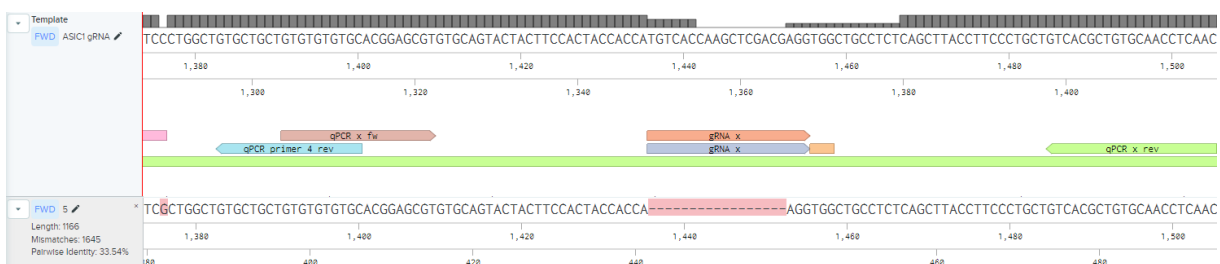 Template
FWD ASIC1 gRNA
TCCCTGGCTGTGCTGCTGTGTGTGTGCACGGAGCGTGTGCAGTACTACTTCCACTACCACCATGTCACCAAGCTCGACGAGGTGGCTGCCTCTCAGCTTACCTTCCCTGCTGTCACGCTGTGCAACCTCAAC
1,380 1,400 1,420 1,440 1,460 1,480 1,500
1,300 1,320 1,340 1,360 1,380 1,400
qPCR x fw gRNA x
qPCR primer 4 rev gRNA x qPCR x rev
FWD 5 ×
TCGCTGGCTGTGCTGCTGTGTGTGTGCACGGAGCGTGTGCAGTACTACTTCCACTACCACCA-----------------AGGTGGCTGCCTCTCAGCTTACCTTCCCTGCTGTCACGCTGTGCAACCTCAAC
Length: 1166
Mismatches: 1645
Pairwise Identity: 33.54%
1,380 1,400 1,420 1,440 1,460 1,480 1,500
400 420 440 460 480